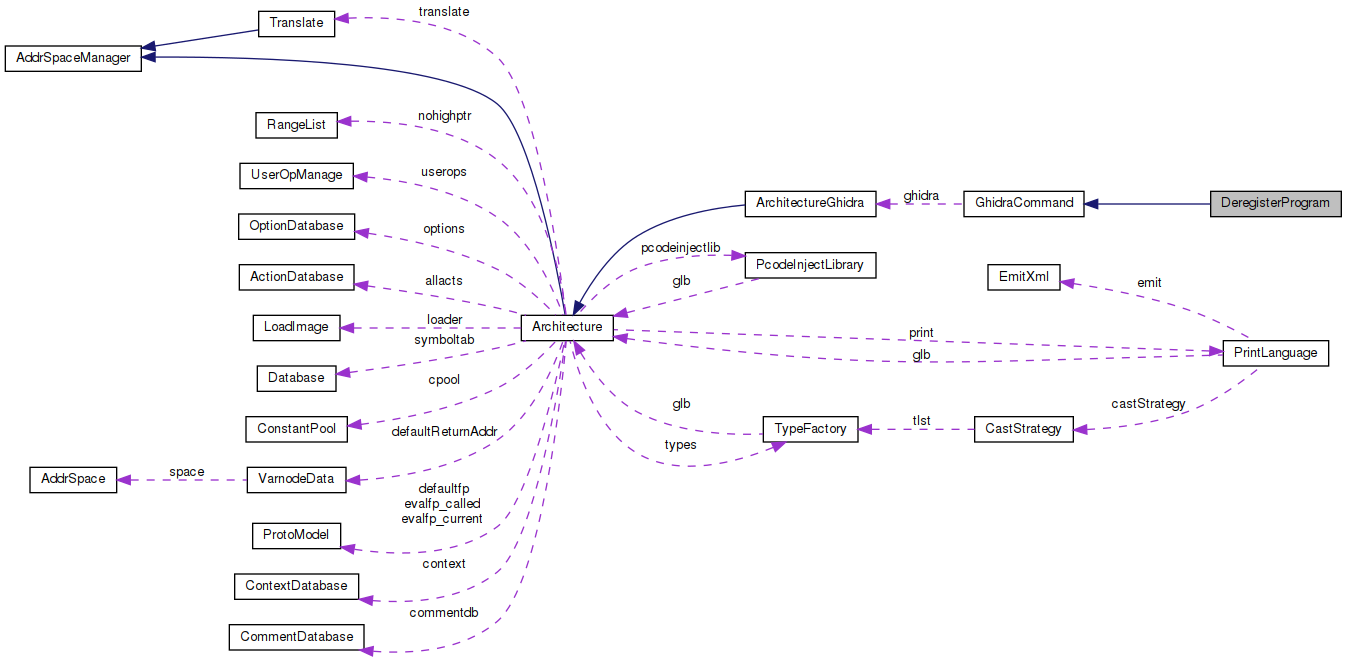 Translate
translate
AddrSpaceManager
RangeList
nohighptr
UserOpManage
userops
ArchitectureGhidra
ghidra
GhidraCommand
DeregisterProgram
OptionDatabase
options
pcodeinjectlib
PcodeInjectLibrary
ActionDatabase
allacts
glb
EmitXml
emit
LoadImage
loader
Architecture
print
symboltab
glb
PrintLanguage
Database
cpool
glb
castStrategy
ConstantPool
defaultReturnAddr
types
TypeFactory
tlst
CastStrategy
AddrSpace
space
VarnodeData
defaultfp
evalfp_called
evalfp_current
ProtoModel
context
ContextDatabase
commentdb
CommentDatabase